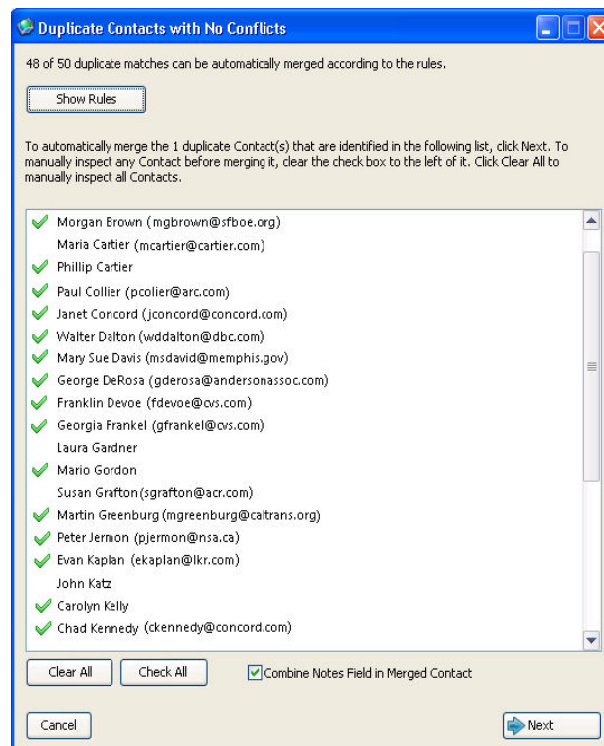 Duplicate Contacts with No Conflicts
48 of 50 duplicate matches can be automatically merged according to the rules.
Show Rules
To automatically merge the 1 duplicate Contact(s) that are identified in the following list, click Next. To
manually inspect any Contact before merging it, clear the check box to the left of it. Click Clear All to
manually inspect all Contacts.
Morgan Brown (mgbrown@sfboe.org)
Maria Cartier (mcartier@cartier.com)
Phillip Cartier
Paul Collier (pcolier@arc.com)
Janet Concord (jconcord@concord.com)
Walter Dalton (wddalton@dbc.com)
Mary Sue Davis (msdavid@memphis.gov)
George DeRosa (gderosa@andersonassoc.com)
Franklin Devoe (fdevoe@cvs.com)
Georgia Frankel (gfrankel@cvs.com)
Laura Gardner
Mario Gordon
Susan Grafton (sgrafton@acr.com)
Martin Greenburg (mgreenburg@caltrans.org)
Peter Jermon (pjermon@nsa.ca)
Evan Kaplan (ekaplan@lkr.com)
John Katz
Carolyn Kelly
Chad Kennedy (ckennedy@concord.com)
Clear All Check All Combine Notes Field in Merged Contact
Cancel Next